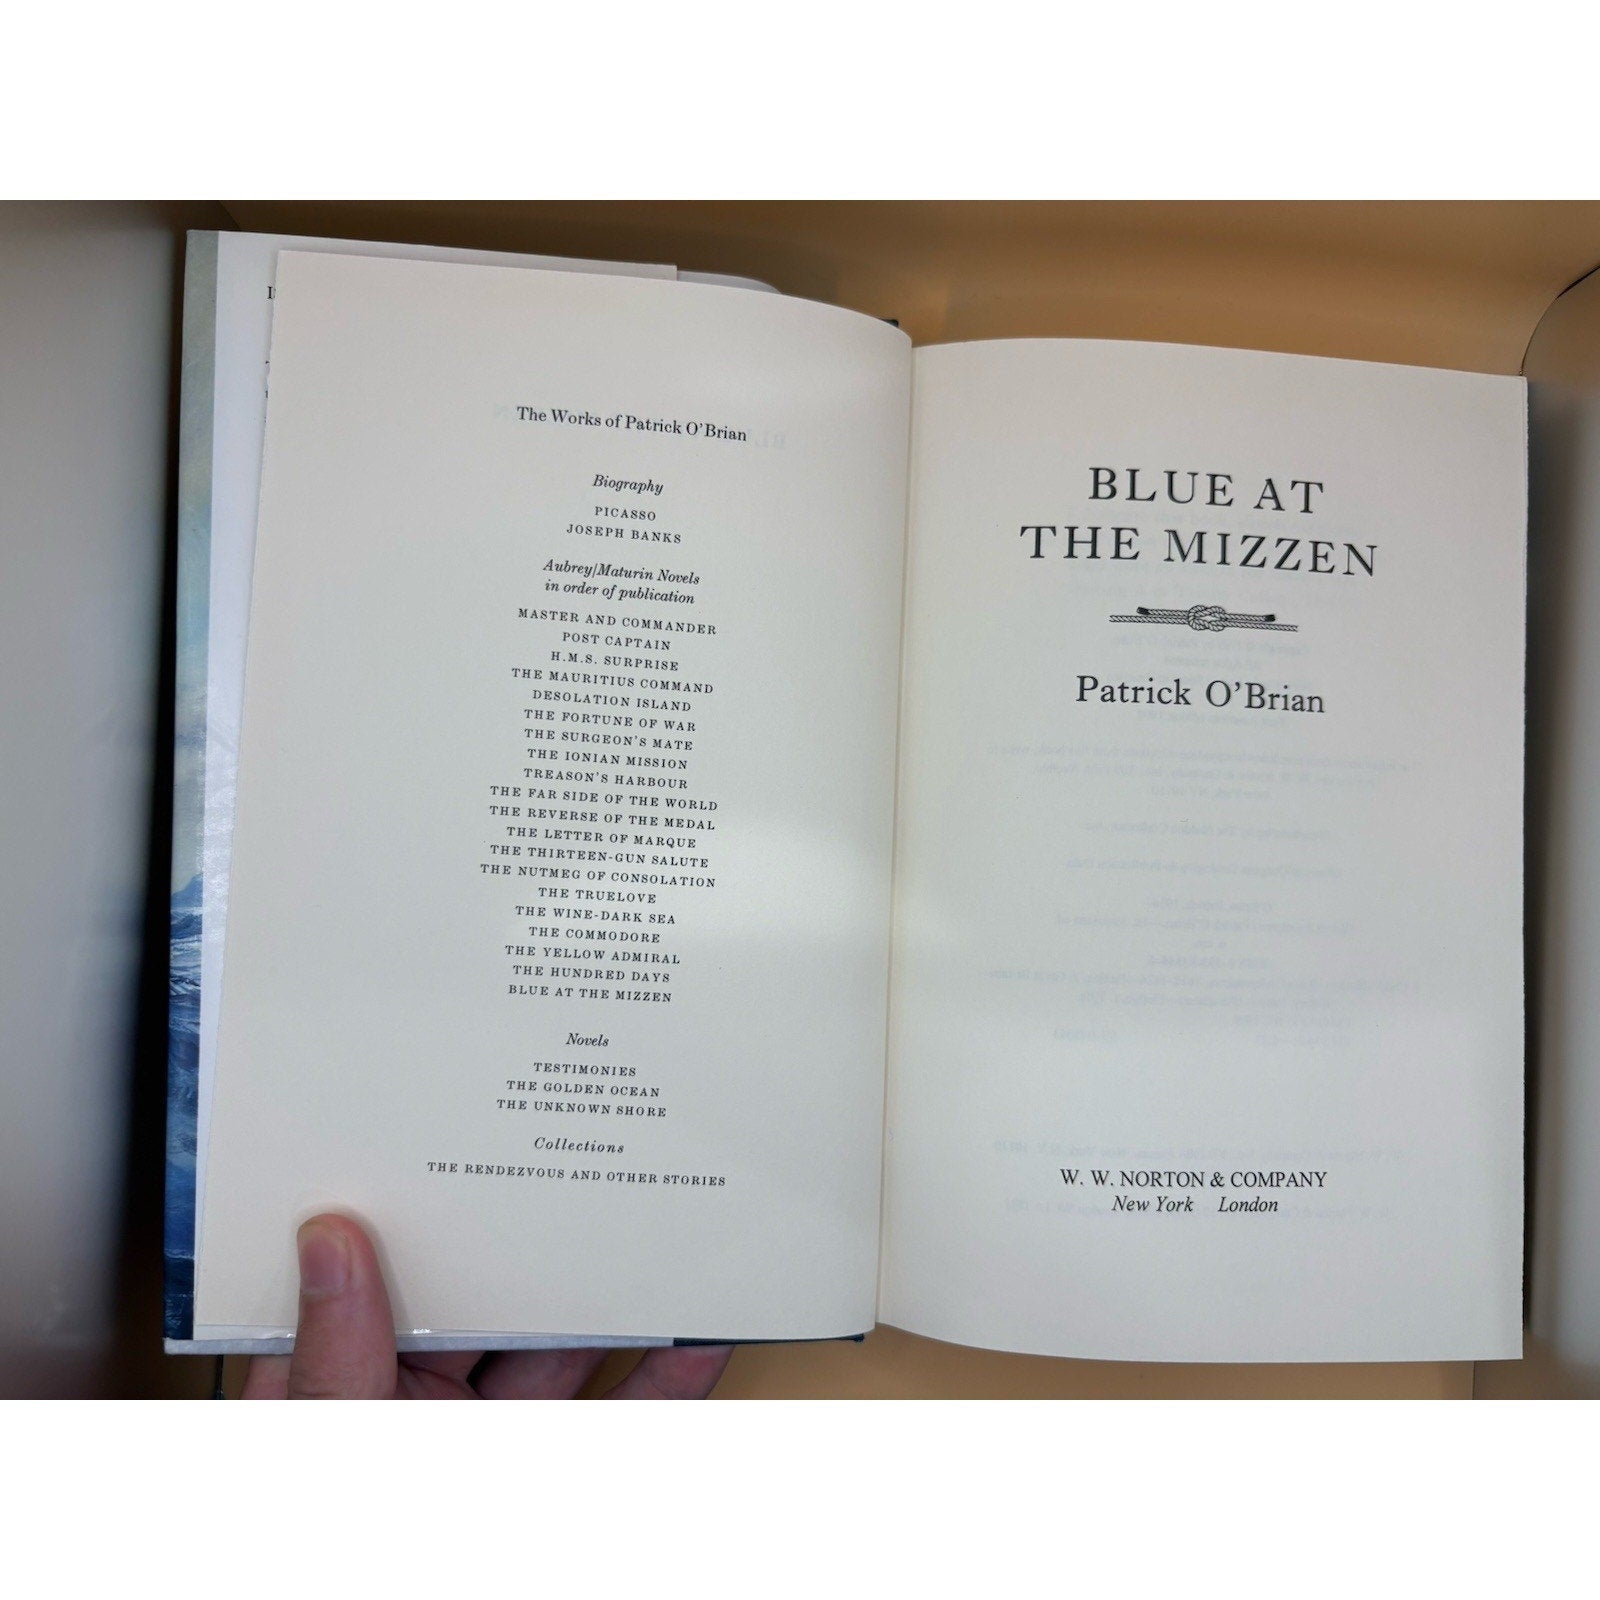 The Works of Patrick O'Brian
Biography
PICASSO
JOSEPH BANKS
Aubrey/Maturin Novels
in order of publication
MASTER AND COMMANDER
POST CAPTAIN
H.M.S. SURPRISE
THE MAURITIUS COMMAND
DESOLATION ISLAND
THE FORTUNE OF WAR
THE SURGEON'S MATE
THE IONIAN MISSION
TREASON'S HARBOUR
THE FAR SIDE OF THE WORLD
THE REVERSE OF THE MEDAL
THE LETTER OF MARQUE
THE THIRTEEN-GUN SALUTE
THE NUTMEG OF CONSOLATION
THE TRUELOVE
THE WINE-DARK SEA
THE COMMODORE
THE YELLOW ADMIRAL
THE HUNDRED DAYS
BLUE AT THE MIZZEN
Novels
TESTIMONIES
THE GOLDEN OCEAN
THE UNKNOWN SHORE
Collections
THE RENDEZVOUS AND OTHER STORIES
BLUE AT
THE MIZZEN
Patrick O'Brian
W. W. NORTON & COMPANY
New York London